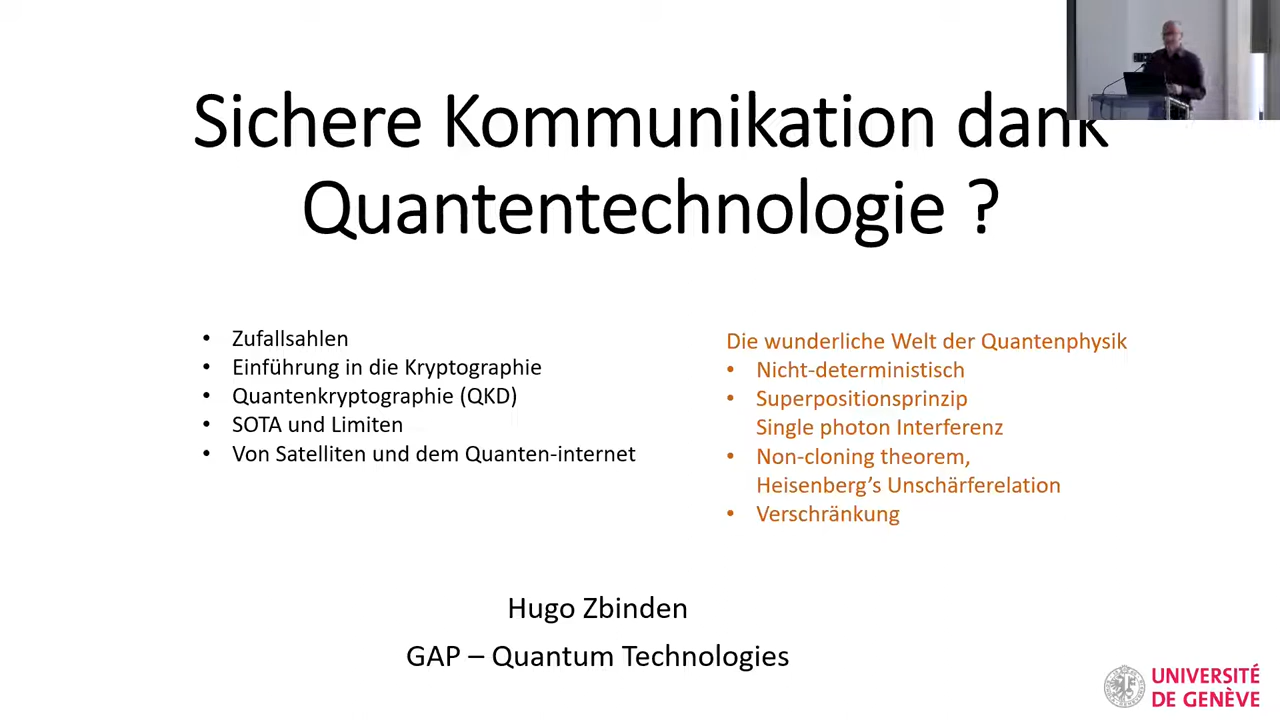 Sichere Kommunikation dank
Quantentechnologie ?
• Zufallsahlen
• Einführung in die Kryptographie
• Quantenkryptographie (QKD)
• SOTA und Limiten
• Von Satelliten und dem Quanten-internet
Die wunderliche Welt der Quantenphysik
• Nicht-deterministisch
• Superpositionsprinzip
Single photon Interferenz
• Non-cloning theorem,
Heisenberg’s Unschärferelation
• Verschränkung
Hugo Zbinden
GAP – Quantum Technologies
UNIVERSITÉ
DE GENÈVE